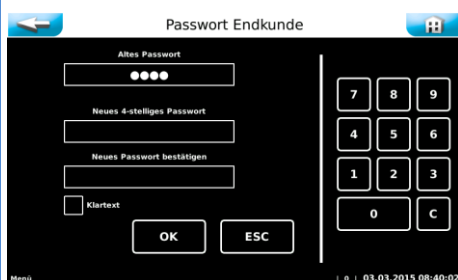 Passwort Endkunde
Altes Passwort
●●●●
Neues 4-stelliges Passwort
Neues Passwort bestätigen
Klartext
OK ESC
7 8 9
4 5 6
1 2 3
0 C
Menü | 0 | 03.03.2015 08:40:02